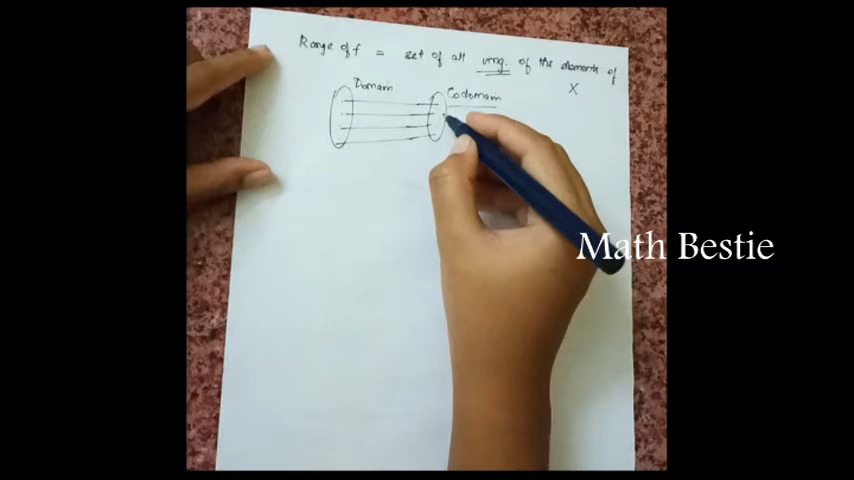 Range of f = set of all img. of the elements of
X
Domain
Codomain
Math Bestie